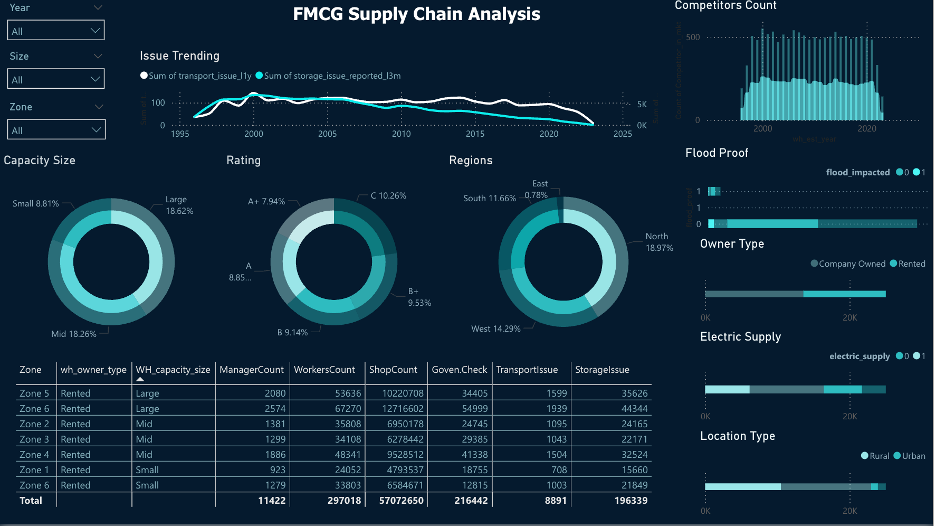 FMCG Supply Chain Analysis
Year
All
Size
All
Zone
All
Issue Trending
Sum of transport_issue_l1y Sum of storage_issue_reported_l3m
100
0
5K
0K
1995 2000 2005 2010 2015 2020 2025
Competitors Count
500
0
2000 2020
Capacity Size
Small 8.81%
Large
18.62%
Mid 18.26%
Rating
A+ 7.94%
C 10.26%
A
8.85...
B+
9.53%
B 9.14%
Regions
East
0.78%
South 11.66%
North
18.97%
West 14.29%
Flood Proof
flood_impacted 0 1
1
1
0
Owner Type
Company Owned Rented
0K 20K
Electric Supply
electric_supply 0 1
0K 20K
Location Type
Rural Urban
0K 20K
Zone wh_owner_type WH_capacity_size ManagerCount WorkersCount ShopCount Goven.Check TransportIssue StorageIssue
Zone 5 Rented Large 2080 53636 10220708 34405 1599 35626
Zone 6 Rented Large 2574 67270 12716602 54999 1939 44344
Zone 2 Rented Mid 1381 35808 6950178 24745 1095 24165
Zone 3 Rented Mid 1299 34108 6278442 29385 1043 22171
Zone 4 Rented Mid 1886 48341 9528512 41338 1504 32524
Zone 1 Rented Small 923 24052 4793537 18755 708 15660
Zone 6 Rented Small 1279 33803 6584671 12815 1003 21849
Total 11422 297018 57072650 216442 8891 196339